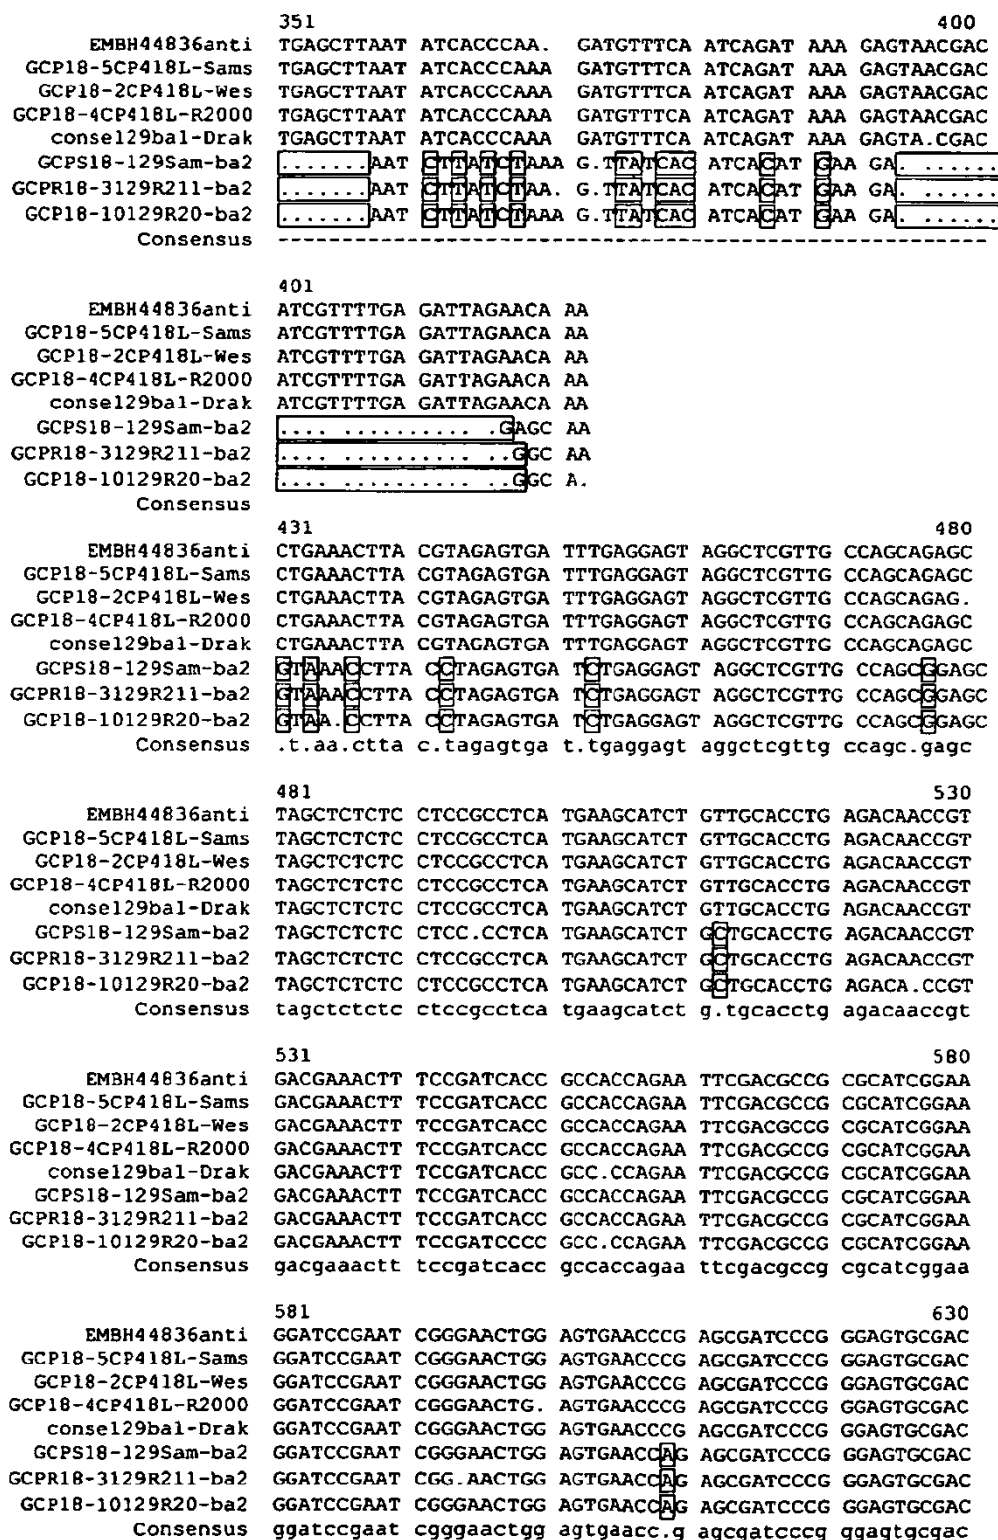 351 400
EMBH44836anti TGAGCTTAAT ATCACCCAA. GATGTTTCA ATCAGAT AAA GAGTAACGAC
GCP18-5CP418L-Sams TGAGCTTAAT ATCACCCAAA GATGTTTCA ATCAGAT AAA GAGTAACGAC
GCP18-2CP418L-Wes TGAGCTTAAT ATCACCCAAA GATGTTTCA ATCAGAT AAA GAGTAACGAC
GCP18-4CP418L-R2000 TGAGCTTAAT ATCACCCAAA GATGTTTCA ATCAGAT AAA GAGTAACGAC
conse129ba1-Drak TGAGCTTAAT ATCACCCAAA GATGTTTCA ATCAGAT AAA GAGTA.CGAC
GCPS18-129Sam-ba2 .......AAT CTTATCTAAA G.TTATCAC ATCACAT GAA GA........
GCPR18-3129R211-ba2 .......AAT CTTATCTAA. G.TTATCAC ATCACAT GAA GA........
GCP18-10129R20-ba2 .......AAT CTTATCTAAA G.TTATCAC ATCACAT GAA GA........
Consensus --------------------------------------------------
401
EMBH44836anti ATCGTTTTGA GATTAGAACA AA
GCP18-5CP418L-Sams ATCGTTTTGA GATTAGAACA AA
GCP18-2CP418L-Wes ATCGTTTTGA GATTAGAACA AA
GCP18-4CP418L-R2000 ATCGTTTTGA GATTAGAACA AA
conse129ba1-Drak ATCGTTTTGA GATTAGAACA AA
GCPS18-129Sam-ba2 .... ........... .GAGC AA
GCPR18-3129R211-ba2 .... ........... ..GGC AA
GCP18-10129R20-ba2 .... ........... ..GGC A.
Consensus
431 480
EMBH44836anti CTGAAACTTA CGTAGAGTGA TTTGAGGAGT AGGCTCGTTG CCAGCAGAGC
GCP18-5CP418L-Sams CTGAAACTTA CGTAGAGTGA TTTGAGGAGT AGGCTCGTTG CCAGCAGAGC
GCP18-2CP418L-Wes CTGAAACTTA CGTAGAGTGA TTTGAGGAGT AGGCTCGTTG CCAGCAGAG.
GCP18-4CP418L-R2000 CTGAAACTTA CGTAGAGTGA TTTGAGGAGT AGGCTCGTTG CCAGCAGAGC
conse129ba1-Drak CTGAAACTTA CGTAGAGTGA TTTGAGGAGT AGGCTCGTTG CCAGCAGAGC
GCPS18-129Sam-ba2 GTAAACCTTA CCTAGAGTGA TCTGAGGAGT AGGCTCGTTG CCAGCGGAGC
GCPR18-3129R211-ba2 GTAAACCTTA CCTAGAGTGA TCTGAGGAGT AGGCTCGTTG CCAGCGGAGC
GCP18-10129R20-ba2 GTAA.CCTTA CCTAGAGTGA TCTGAGGAGT AGGCTCGTTG CCAGCGGAGC
Consensus .t.aa.ctta c.tagagtga t.tgaggagt aggctcgttg ccagc.gagc
481 530
EMBH44836anti TAGCTCTCTC CTCCGCCTCA TGAAGCATCT GTTGCACCTG AGACAACCGT
GCP18-5CP418L-Sams TAGCTCTCTC CTCCGCCTCA TGAAGCATCT GTTGCACCTG AGACAACCGT
GCP18-2CP418L-Wes TAGCTCTCTC CTCCGCCTCA TGAAGCATCT GTTGCACCTG AGACAACCGT
GCP18-4CP418L-R2000 TAGCTCTCTC CTCCGCCTCA TGAAGCATCT GTTGCACCTG AGACAACCGT
conse129ba1-Drak TAGCTCTCTC CTCCGCCTCA TGAAGCATCT GTTGCACCTG AGACAACCGT
GCPS18-129Sam-ba2 TAGCTCTCTC CTCC.CCTCA TGAAGCATCT GCTGCACCTG AGACAACCGT
GCPR18-3129R211-ba2 TAGCTCTCTC CTCCGCCTCA TGAAGCATCT GCTGCACCTG AGACAACCGT
GCP18-10129R20-ba2 TAGCTCTCTC CTCCGCCTCA TGAAGCATCT GCTGCACCTG AGACA.CCGT
Consensus tagctctctc ctccgcctca tgaagcatct g.tgcacctg agacaaccgt
531 580
EMBH44836anti GACGAAACTT TCCGATCACC GCCACCAGAA TTCGACGCCG CGCATCGGAA
GCP18-5CP418L-Sams GACGAAACTT TCCGATCACC GCCACCAGAA TTCGACGCCG CGCATCGGAA
GCP18-2CP418L-Wes GACGAAACTT TCCGATCACC GCCACCAGAA TTCGACGCCG CGCATCGGAA
GCP18-4CP418L-R2000 GACGAAACTT TCCGATCACC GCCACCAGAA TTCGACGCCG CGCATCGGAA
conse129ba1-Drak GACGAAACTT TCCGATCACC GCC.CCAGAA TTCGACGCCG CGCATCGGAA
GCPS18-129Sam-ba2 GACGAAACTT TCCGATCACC GCCACCAGAA TTCGACGCCG CGCATCGGAA
GCPR18-3129R211-ba2 GACGAAACTT TCCGATCACC GCCACCAGAA TTCGACGCCG CGCATCGGAA
GCP18-10129R20-ba2 GACGAAACTT TCCGATCCCC GCC.CCAGAA TTCGACGCCG CGCATCGGAA
Consensus gacgaaactt tccgatcacc gccaccagaa ttcgacgccg cgcatcggaa
581 630
EMBH44836anti GGATCCGAAT CGGGAACTGG AGTGAACCCG AGCGATCCCG GGAGTGCGAC
GCP18-5CP418L-Sams GGATCCGAAT CGGGAACTGG AGTGAACCCG AGCGATCCCG GGAGTGCGAC
GCP18-2CP418L-Wes GGATCCGAAT CGGGAACTGG AGTGAACCCG AGCGATCCCG GGAGTGCGAC
GCP18-4CP418L-R2000 GGATCCGAAT CGGGAACTG. AGTGAACCCG AGCGATCCCG GGAGTGCGAC
conse129ba1-Drak GGATCCGAAT CGGGAACTGG AGTGAACCCG AGCGATCCCG GGAGTGCGAC
GCPS18-129Sam-ba2 GGATCCGAAT CGGGAACTGG AGTGAACCAG AGCGATCCCG GGAGTGCGAC
GCPR18-3129R211-ba2 GGATCCGAAT CGG.AACTGG AGTGAACCAG AGCGATCCCG GGAGTGCGAC
GCP18-10129R20-ba2 GGATCCGAAT CGGGAACTGG AGTGAACCAG AGCGATCCCG GGAGTGCGAC
Consensus ggatccgaat cgggaactgg agtgaacc.g agcgatcccg ggagtgcgac